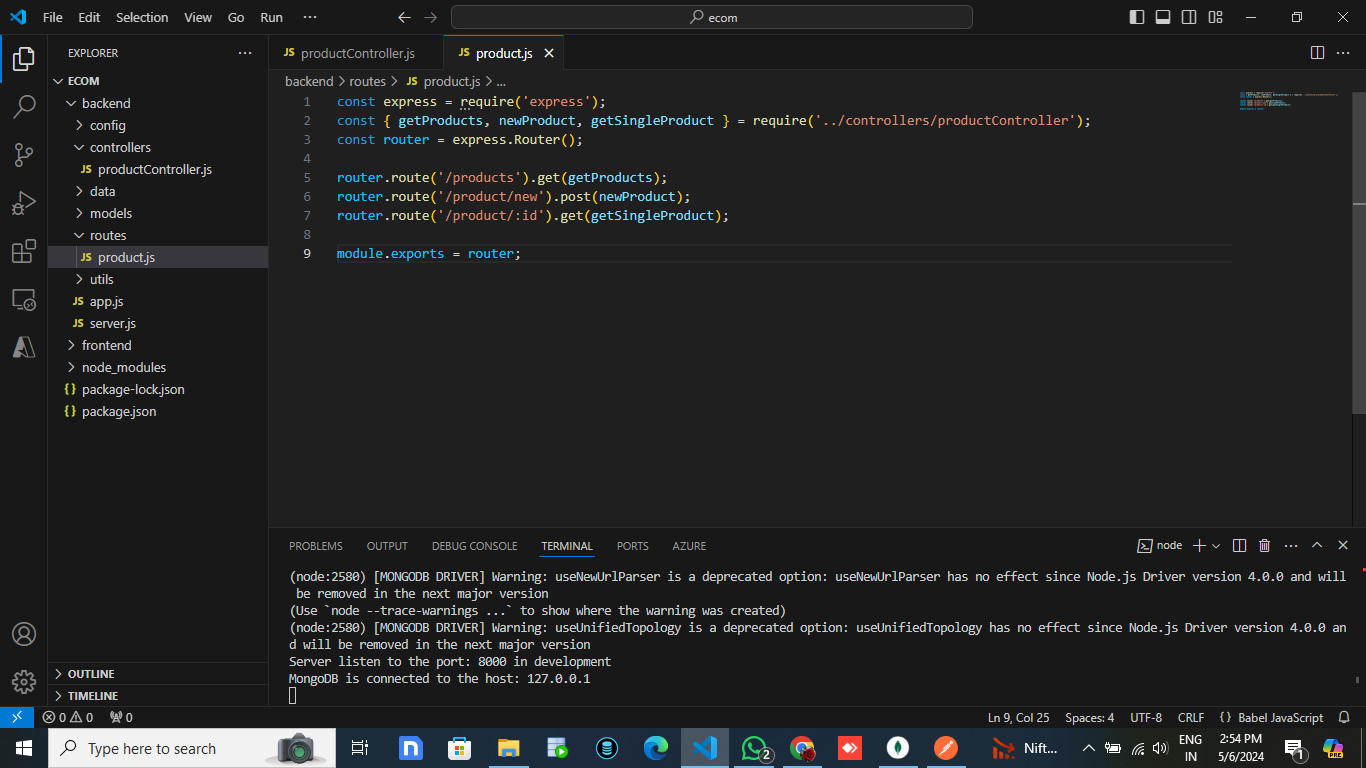 File Edit Selection View Go Run ···
ecom
EXPLORER ···
ECOM
backend
config
controllers
JS productController.js
data
models
routes
JS product.js
utils
JS app.js
JS server.js
frontend
node_modules
{} package-lock.json
{} package.json
OUTLINE
TIMELINE
JS productController.js
JS product.js
backend > routes > JS product.js > ...
1 const express = require('express');
2 const { getProducts, newProduct, getSingleProduct } = require('../controllers/productController');
3 const router = express.Router();
4
5 router.route('/products').get(getProducts);
6 router.route('/product/new').post(newProduct);
7 router.route('/product/:id').get(getSingleProduct);
8
9 module.exports = router;
PROBLEMS OUTPUT DEBUG CONSOLE TERMINAL PORTS AZURE
node
(node:2580) [MONGODB DRIVER] Warning: useNewUrlParser is a deprecated option: useNewUrlParser has no effect since Node.js Driver version 4.0.0 and will
be removed in the next major version
(Use `node --trace-warnings ...` to show where the warning was created)
(node:2580) [MONGODB DRIVER] Warning: useUnifiedTopology is a deprecated option: useUnifiedTopology has no effect since Node.js Driver version 4.0.0 an
d will be removed in the next major version
Server listen to the port: 8000 in development
MongoDB is connected to the host: 127.0.0.1
0 0 0
Ln 9, Col 25 Spaces: 4 UTF-8 CRLF {} Babel JavaScript
Type here to search
N
2
Nift...
ENG
IN
2:54 PM
5/6/2024
1
PRE